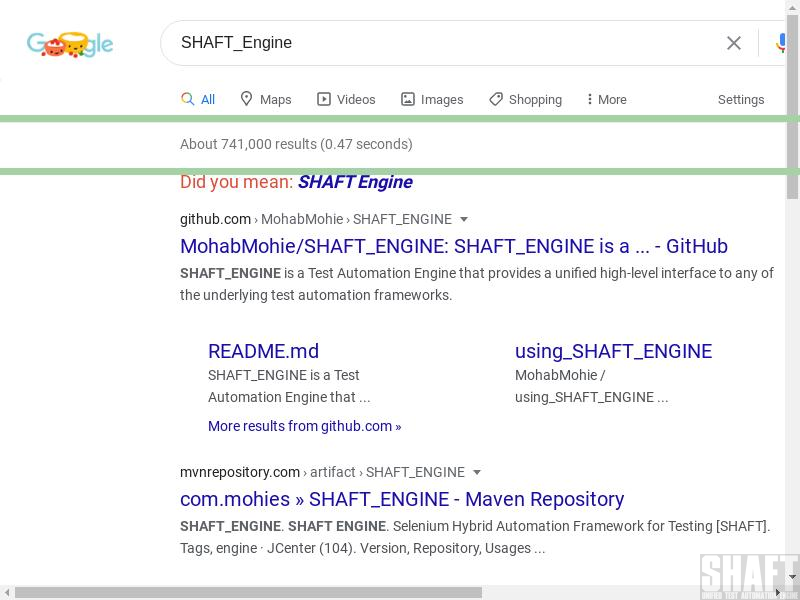 Google
SHAFT_Engine
All Maps Videos Images Shopping More Settings
About 741,000 results (0.47 seconds)
Did you mean: SHAFT Engine
github.com › MohabMohie › SHAFT_ENGINE
MohabMohie/SHAFT_ENGINE: SHAFT_ENGINE is a ... - GitHub
SHAFT_ENGINE is a Test Automation Engine that provides a unified high-level interface to any of
the underlying test automation frameworks.
README.md
SHAFT_ENGINE is a Test
Automation Engine that ...
using_SHAFT_ENGINE
MohabMohie /
using_SHAFT_ENGINE ...
More results from github.com »
mvnrepository.com › artifact › SHAFT_ENGINE
com.mohies » SHAFT_ENGINE - Maven Repository
SHAFT_ENGINE. SHAFT ENGINE. Selenium Hybrid Automation Framework for Testing [SHAFT].
Tags, engine · JCenter (104). Version, Repository, Usages ...
SHAFT